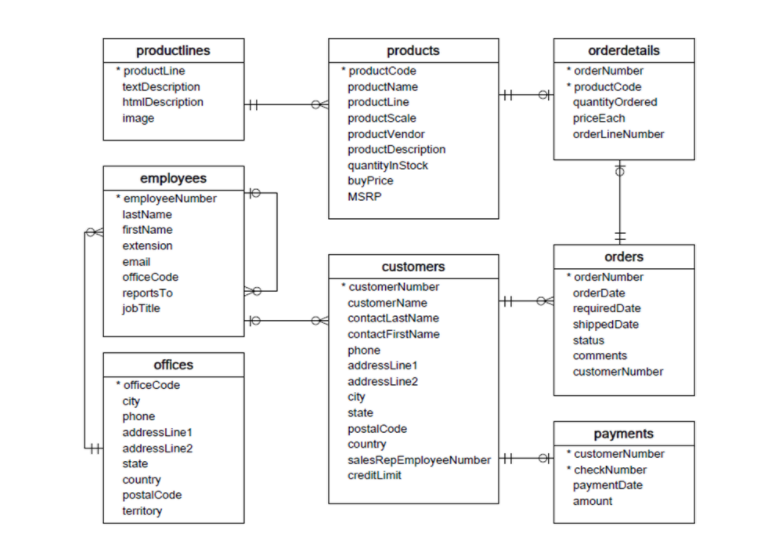 productlines
* productLine
textDescription
htmlDescription
image
products
* productCode
productName
productLine
productScale
productVendor
productDescription
quantityInStock
buyPrice
MSRP
orderdetails
* orderNumber
* productCode
quantityOrdered
priceEach
orderLineNumber
employees
* employeeNumber
lastName
firstName
extension
email
officeCode
reportsTo
jobTitle
customers
* customerNumber
customerName
contactLastName
contactFirstName
phone
addressLine1
addressLine2
city
state
postalCode
country
salesRepEmployeeNumber
creditLimit
orders
* orderNumber
orderDate
requiredDate
shippedDate
status
comments
customerNumber
offices
* officeCode
city
phone
addressLine1
addressLine2
state
country
postalCode
territory
payments
* customerNumber
* checkNumber
paymentDate
amount